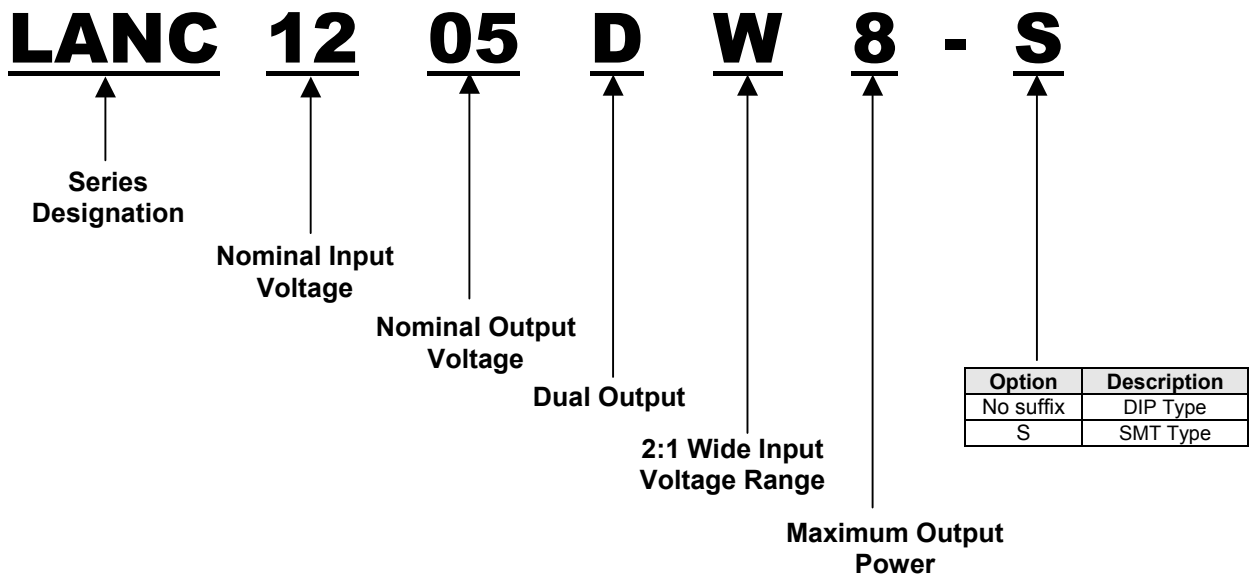 LANC 12 05 D W 8 - S
Series
Designation
Nominal Input
Voltage
Nominal Output
Voltage
Dual Output
2:1 Wide Input
Voltage Range
Maximum Output
Power
Option Description
No suffix DIP Type
S SMT Type